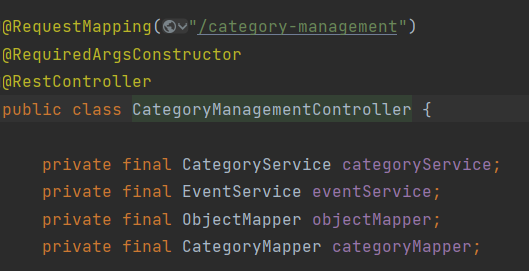 @RequestMapping("/category-management")
@RequiredArgsConstructor
@RestController
public class CategoryManagementController {
private final CategoryService categoryService;
private final EventService eventService;
private final ObjectMapper objectMapper;
private final CategoryMapper categoryMapper;